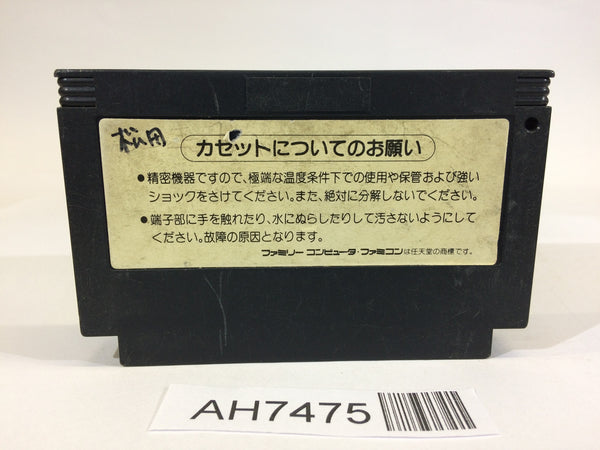 松田
カセットについてのお願い
●精密機器ですので、極端な温度条件下での使用や保管および強い
ショックをさけてください。また、絶対に分解しないでください。
●端子部に手を触れたり、水にぬらしたりして汚さないようにして
ください。故障の原因となります。
ファミリーコンピュータ・ファミコンは任天堂の商標です。
AH7475